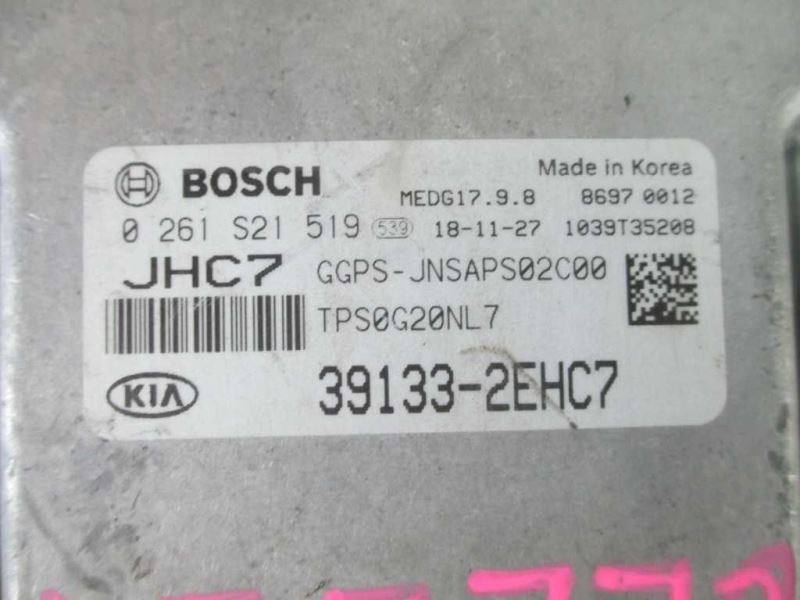 BOSCH
Made in Korea
MEDG17.9.8 8697 0012
0 261 S21 519 539 18-11-27 1039T35208
JHC7 GGPS-JNSAPS02C00
TPS0G20NL7
KIA 39133-2EHC7